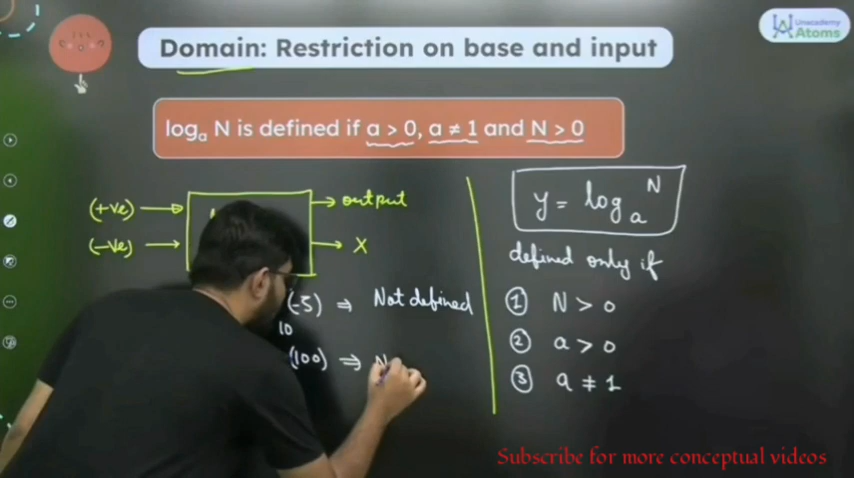 Domain: Restriction on base and input
Unacademy
Atoms
logₐ N is defined if a > 0, a ≠ 1 and N > 0
(+ve) → → output
(-ve) → → X
(-5) ⇒ Not defined
10
(100) ⇒ N
y = logₐ N
defined only if
① N > 0
② a > 0
③ a ≠ 1
Subscribe for more conceptual videos